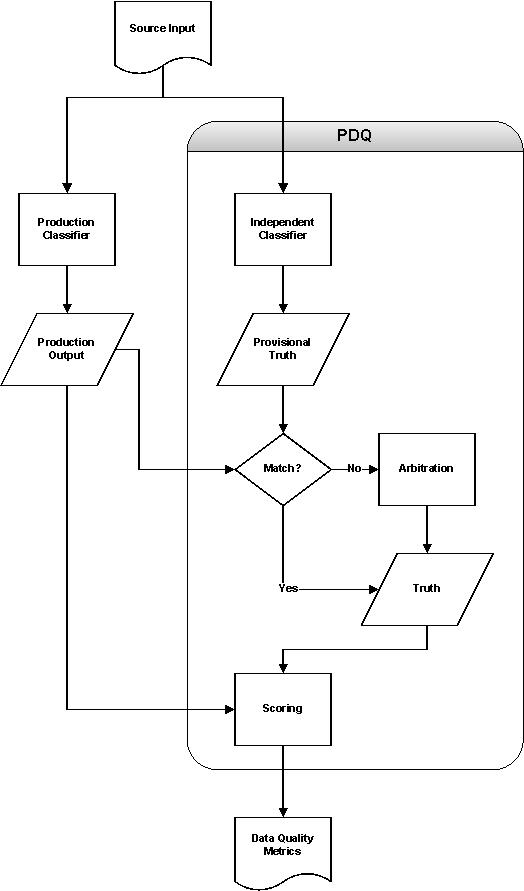 Source Input
PDQ
Production
Classifier
Independent
Classifier
Production
Output
Provisional
Truth
Match?
No
Arbitration
Yes
Truth
Scoring
Data Quality
Metrics